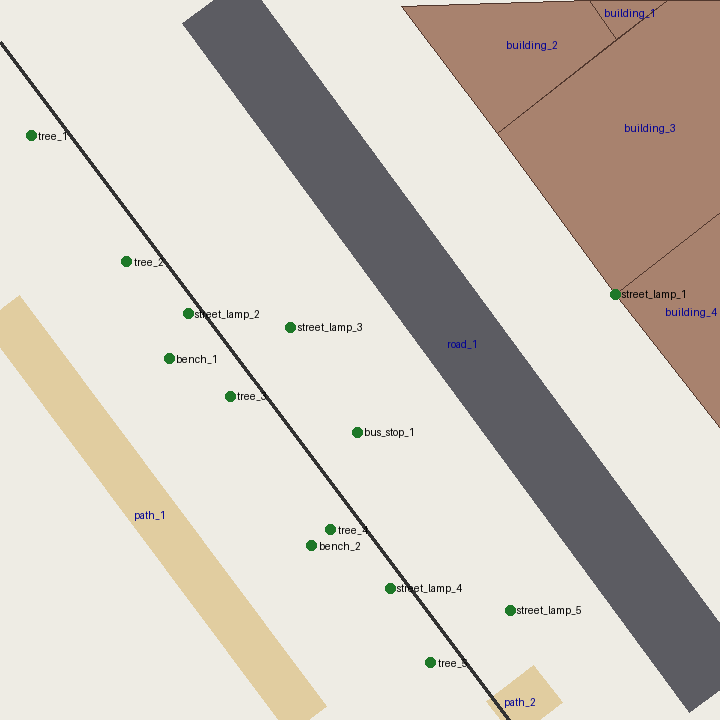 building_1
building_2
building_3
tree_1
tree_2
street_lamp_1
building_4
street_lamp_2
street_lamp_3
road_1
bench_1
tree_3
bus_stop_1
path_1
tree_4
bench_2
street_lamp_4
street_lamp_5
tree_5
path_2